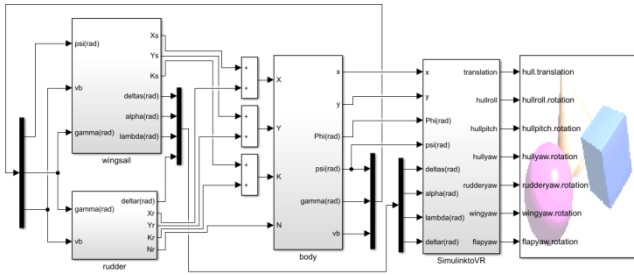 psi(rad)
vb
gamma(rad)
Xs
Ys
Ks
deltas(rad)
alpha(rad)
lambda(rad)
wingsail
gamma(rad)
vb
deltar(rad)
Xr
Yr
Kr
Nr
rudder
+
+
+
+
+
+
X
Y
K
N
x
y
Phi(rad)
psi(rad)
gamma(rad)
vb
body
x
y
Phi(rad)
psi(rad)
deltas(rad)
alpha(rad)
lambda(rad)
deltar(rad)
translation
hullroll
hullpitch
hullyaw
rudderyaw
wingyaw
flapyaw
SimulinktoVR
hull.translation
hullroll.rotation
hullpitch.rotation
hullyaw.rotation
rudderyaw.rotation
wingyaw.rotation
flapyaw.rotation